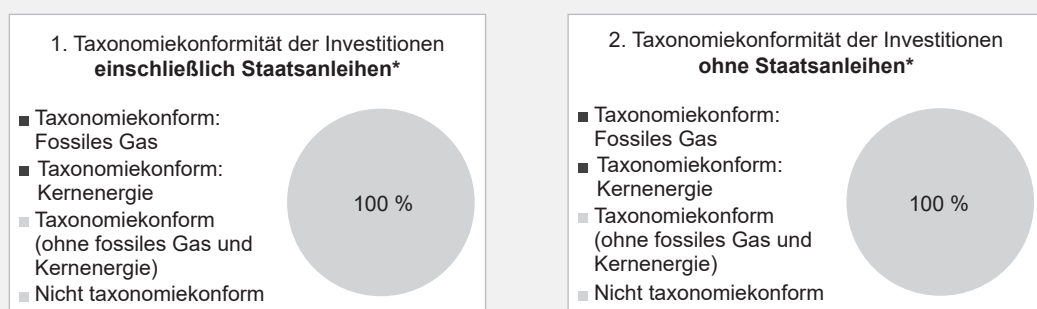 1. Taxonomiekonformität der Investitionen
einschließlich Staatsanleihen*
Taxonomiekonform:
Fossiles Gas
Taxonomiekonform:
Kernenergie
Taxonomiekonform
(ohne fossiles Gas und
Kernenergie)
Nicht taxonomiekonform
100 %
2. Taxonomiekonformität der Investitionen
ohne Staatsanleihen*
Taxonomiekonform:
Fossiles Gas
Taxonomiekonform:
Kernenergie
Taxonomiekonform
(ohne fossiles Gas und
Kernenergie)
Nicht taxonomiekonform
100 %